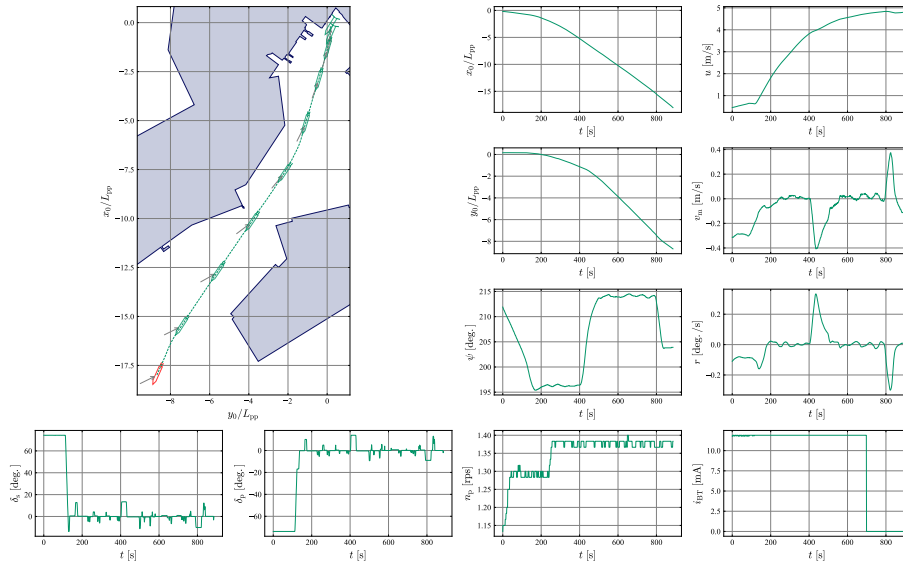 0.0
−2.5
−5.0
−7.5
−10.0
−12.5
−15.0
−17.5
x₀/Lₚₚ
−8 −6 −4 −2 0
y₀/Lₚₚ
0
−5
−10
−15
x₀/Lₚₚ
0 200 400 600 800
t [s]
5
4
3
2
1
u [m/s]
0 200 400 600 800
t [s]
0
−2
−4
−6
−8
y₀/Lₚₚ
0 200 400 600 800
t [s]
0.4
0.2
0.0
−0.2
−0.4
vₘ [m/s]
0 200 400 600 800
t [s]
215
210
205
200
195
ψ [deg.]
0 200 400 600 800
t [s]
0.2
0.0
−0.2
r [deg./s]
0 200 400 600 800
t [s]
60
40
20
0
δₛ [deg.]
0 200 400 600 800
t [s]
0
−20
−40
−60
δₚ [deg.]
0 200 400 600 800
t [s]
1.40
1.35
1.30
1.25
1.20
1.15
nₚ [rps]
0 200 400 600 800
t [s]
10.0
7.5
5.0
2.5
0.0
i_BT [mA]
0 200 400 600 800
t [s]